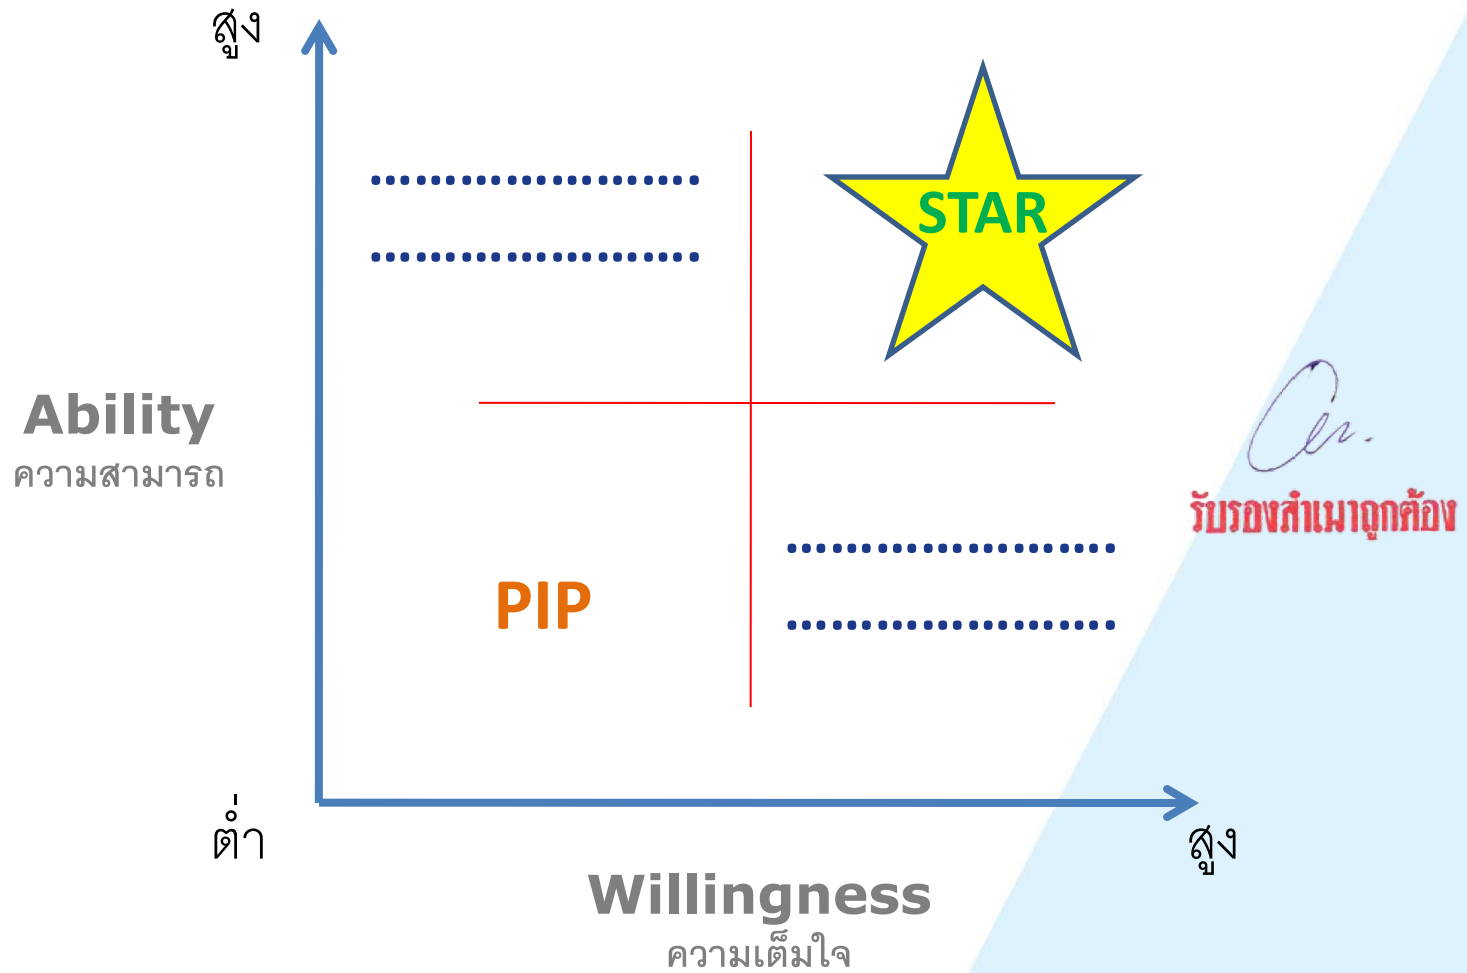 สูง
STAR
Ability
ความสามารถ
รับรองสำเนาถูกต้อง
PIP
ต่ำ
สูง
Willingness
ความเต็มใจ